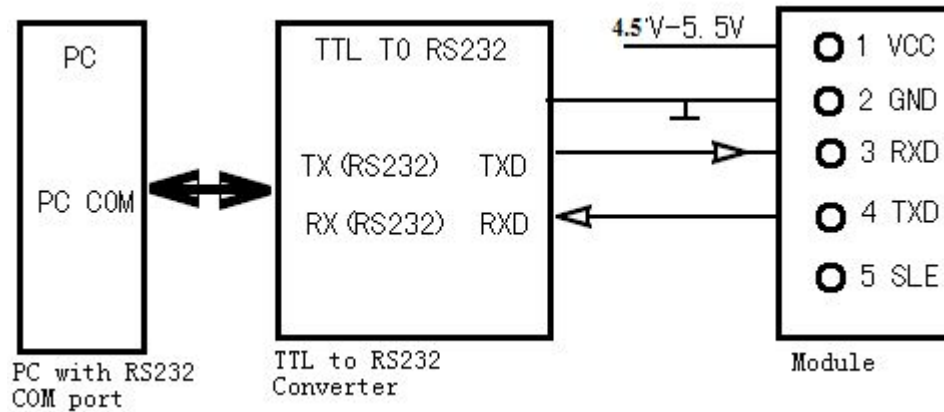 PC
PC COM
PC with RS232
COM port
TTL TO RS232
TX(RS232) TXD
RX(RS232) RXD
TTL to RS232
Converter
4.5V-5.5V
1 VCC
2 GND
3 RXD
4 TXD
5 SLE
Module